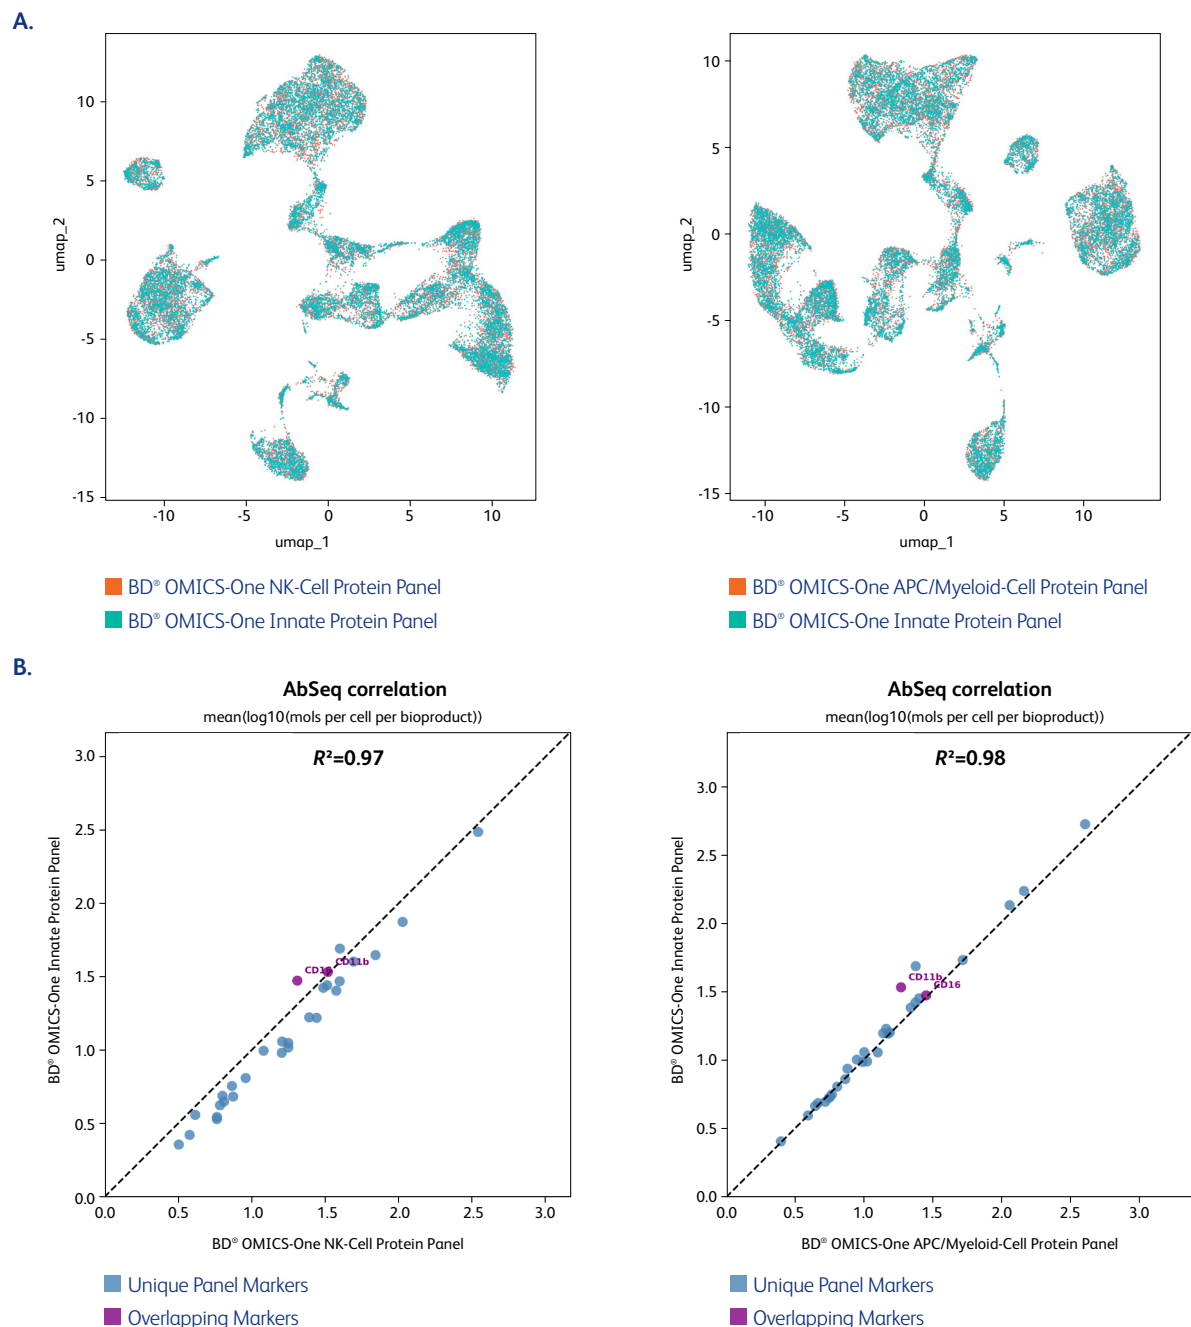 A.
10
5
0
-5
-10
-15
umap_2
-10
-5
0
5
10
umap_1
BD® OMICS-One NK-Cell Protein Panel
BD® OMICS-One Innate Protein Panel
10
5
0
-5
-10
-15
umap_2
-10
-5
0
5
10
umap_1
BD® OMICS-One APC/Myeloid-Cell Protein Panel
BD® OMICS-One Innate Protein Panel
B.
AbSeq correlation
mean(log10(mols per cell per bioproduct))
R²=0.97
3.0
2.5
2.0
1.5
1.0
0.5
0.0
BD® OMICS-One Innate Protein Panel
CD11b
0.0
0.5
1.0
1.5
2.0
2.5
3.0
BD® OMICS-One NK-Cell Protein Panel
Unique Panel Markers
Overlapping Markers
AbSeq correlation
mean(log10(mols per cell per bioproduct))
R²=0.98
3.0
2.5
2.0
1.5
1.0
0.5
0.0
BD® OMICS-One Innate Protein Panel
CD11b
CD16
0.0
0.5
1.0
1.5
2.0
2.5
3.0
BD® OMICS-One APC/Myeloid-Cell Protein Panel
Unique Panel Markers
Overlapping Markers